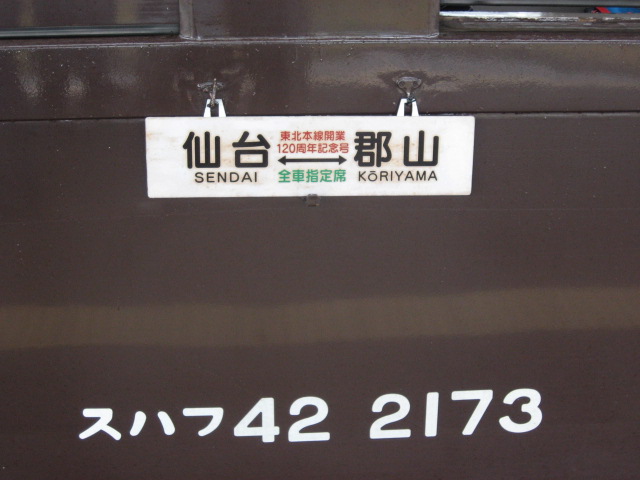 仙台
SENDAI
東北本線開業
120周年記念号
全車指定席
郡山
KŌRIYAMA
スハフ42 2173